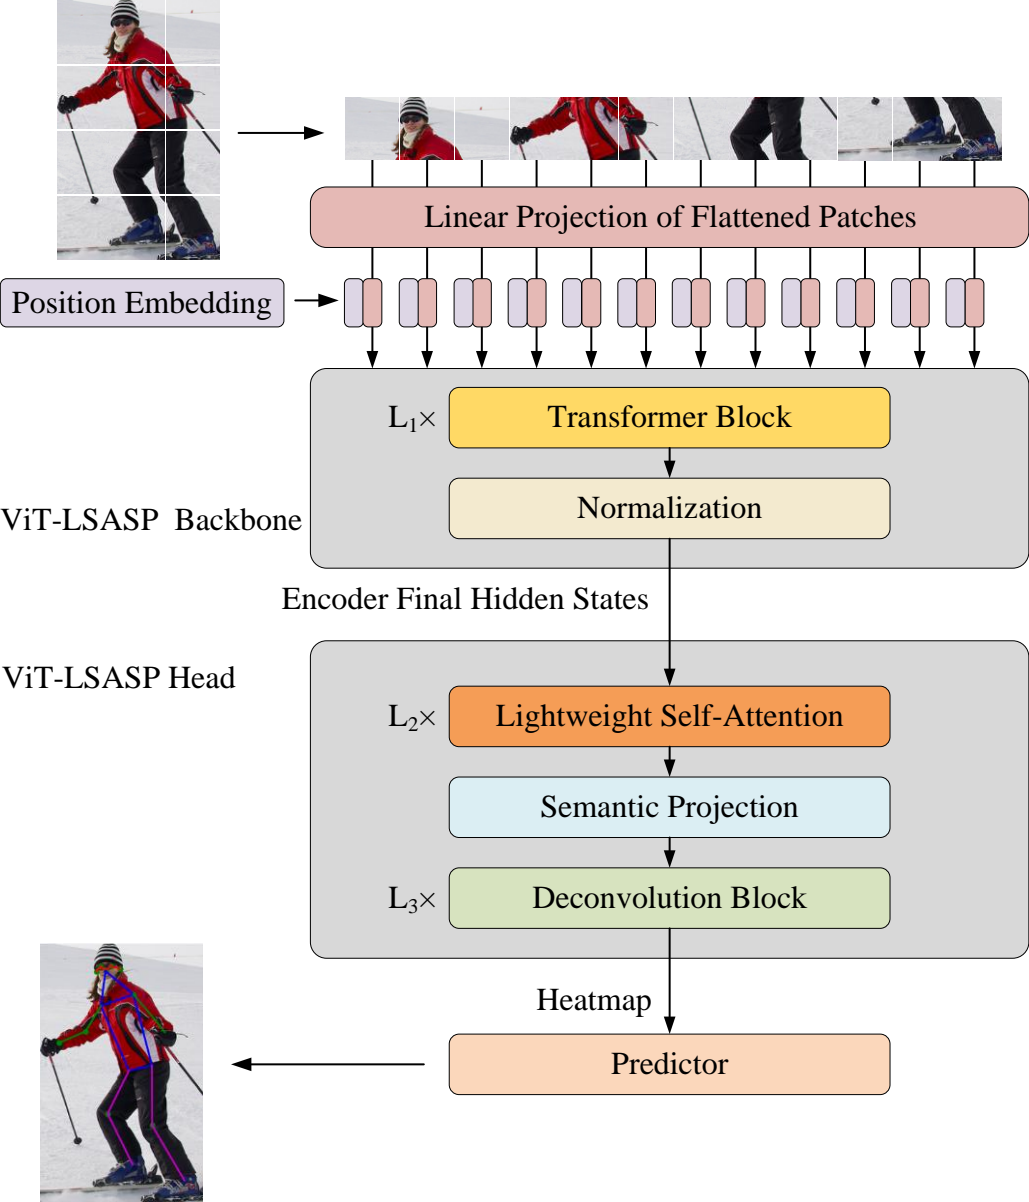 Linear Projection of Flattened Patches
Position Embedding
L₁×
Transformer Block
Normalization
ViT-LSASP Backbone
Encoder Final Hidden States
ViT-LSASP Head
L₂×
Lightweight Self-Attention
Semantic Projection
L₃×
Deconvolution Block
Heatmap
Predictor